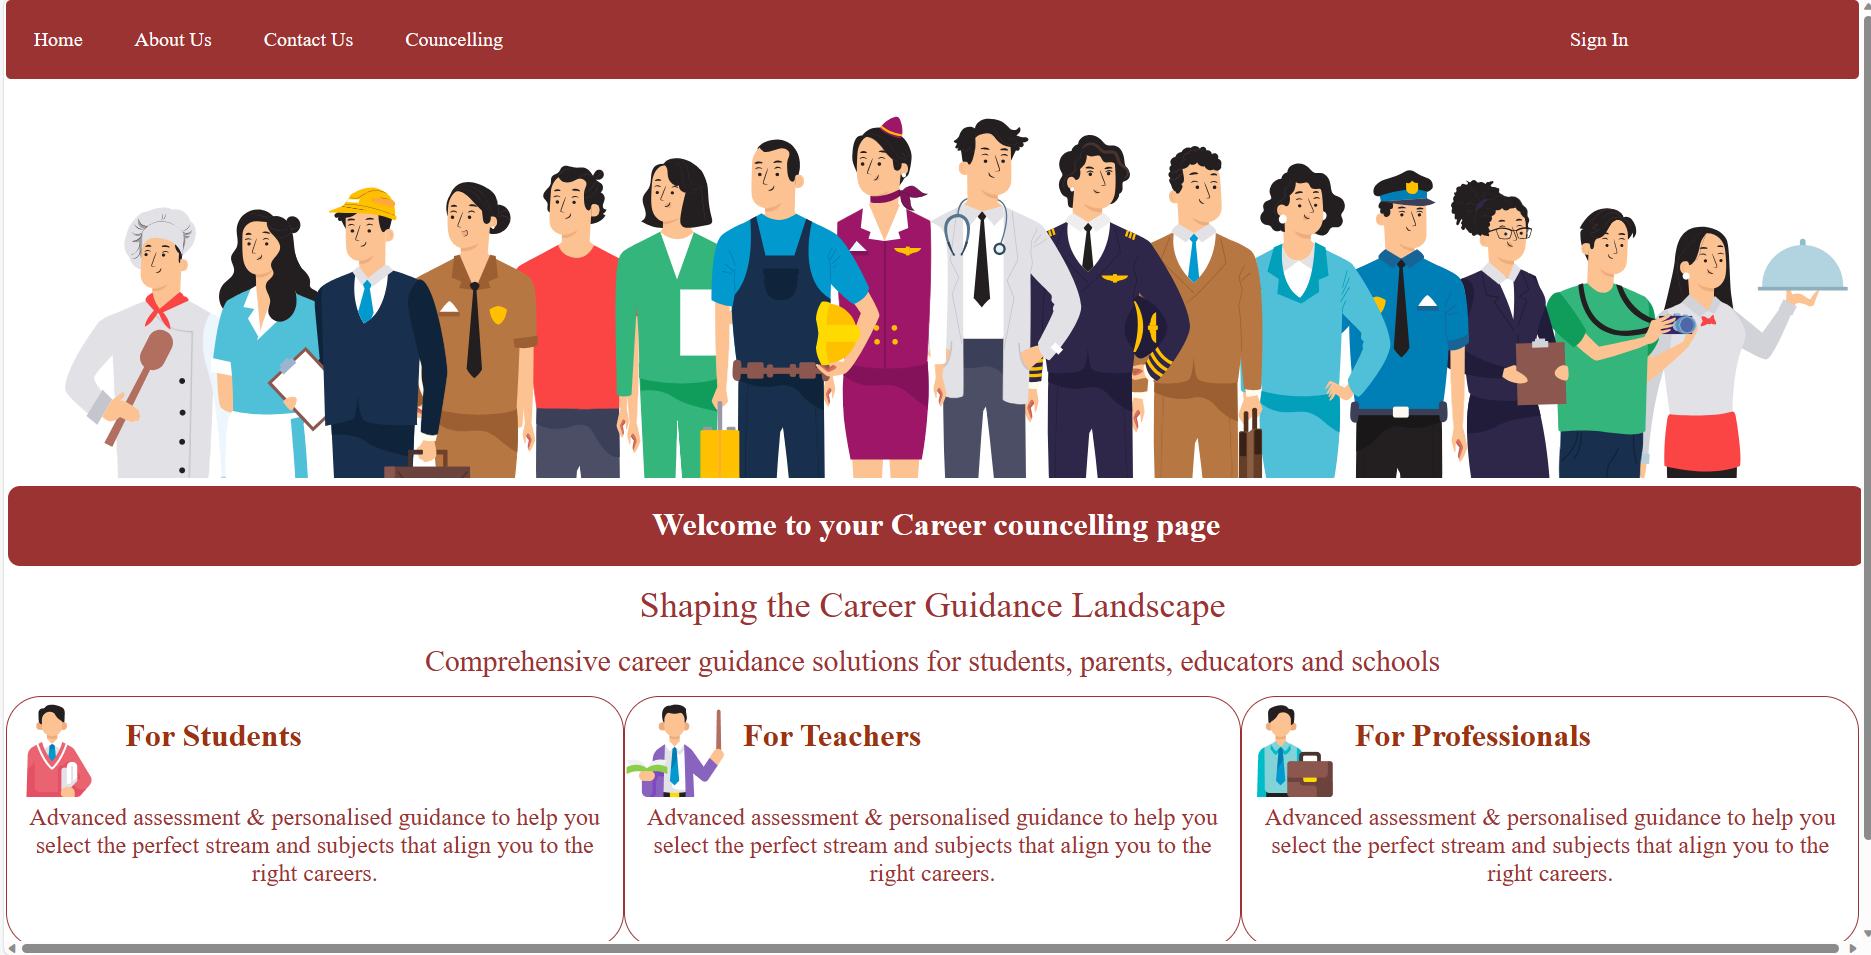 Home About Us Contact Us Councelling Sign In
Welcome to your Career councelling page
Shaping the Career Guidance Landscape
Comprehensive career guidance solutions for students, parents, educators and schools
For Students
Advanced assessment & personalised guidance to help you
select the perfect stream and subjects that align you to the
right careers.
For Teachers
Advanced assessment & personalised guidance to help you
select the perfect stream and subjects that align you to the
right careers.
For Professionals
Advanced assessment & personalised guidance to help you
select the perfect stream and subjects that align you to the
right careers.